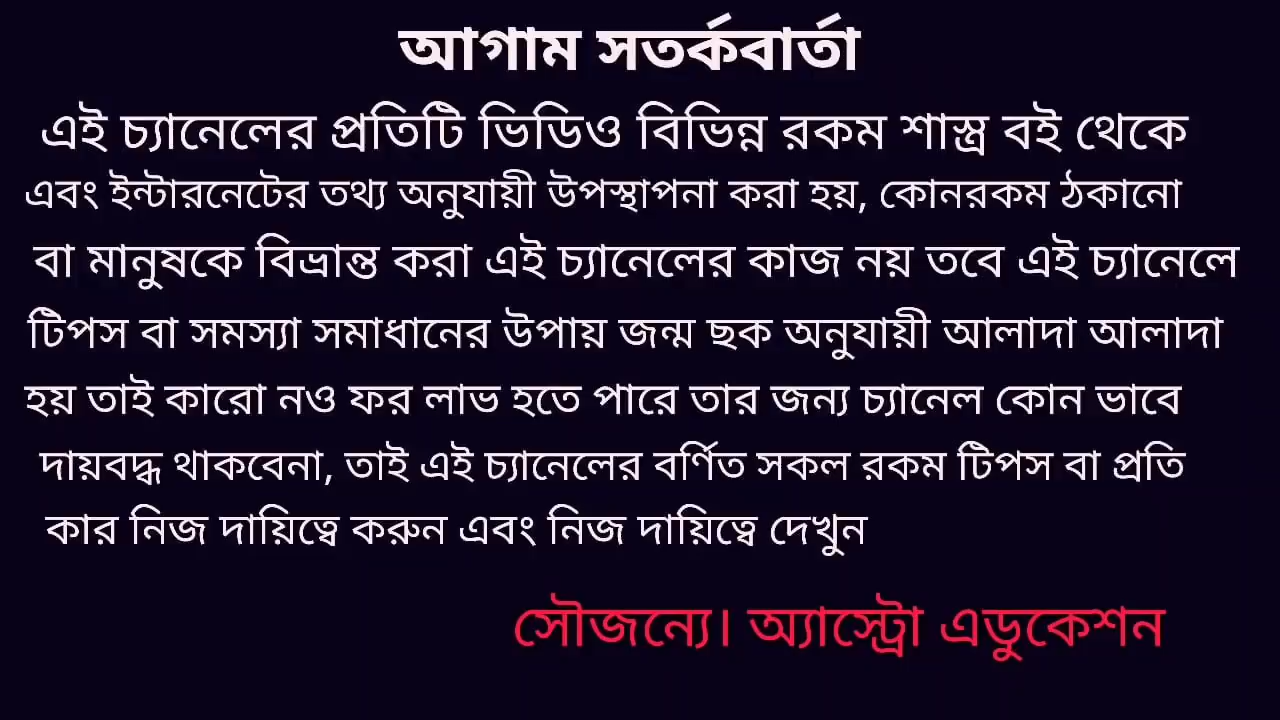 আগাম সতর্কবার্তা
এই চ্যানেলের প্রতিটি ভিডিও বিভিন্ন রকম শাস্ত্র বই থেকে
এবং ইন্টারনেটের তথ্য অনুযায়ী উপস্থাপনা করা হয়, কোনরকম ঠকানো
বা মানুষকে বিভ্রান্ত করা এই চ্যানেলের কাজ নয় তবে এই চ্যানেলে
টিপস বা সমস্যা সমাধানের উপায় জন্ম ছক অনুযায়ী আলাদা আলাদা
হয় তাই কারো নও ফর লাভ হতে পারে তার জন্য চ্যানেল কোন ভাবে
দায়বদ্ধ থাকবেনা, তাই এই চ্যানেলের বর্ণিত সকল রকম টিপস বা প্রতি
কার নিজ দায়িত্বে করুন এবং নিজ দায়িত্বে দেখুন
সৌজন্যে। অ্যাস্ট্রো এডুকেশন